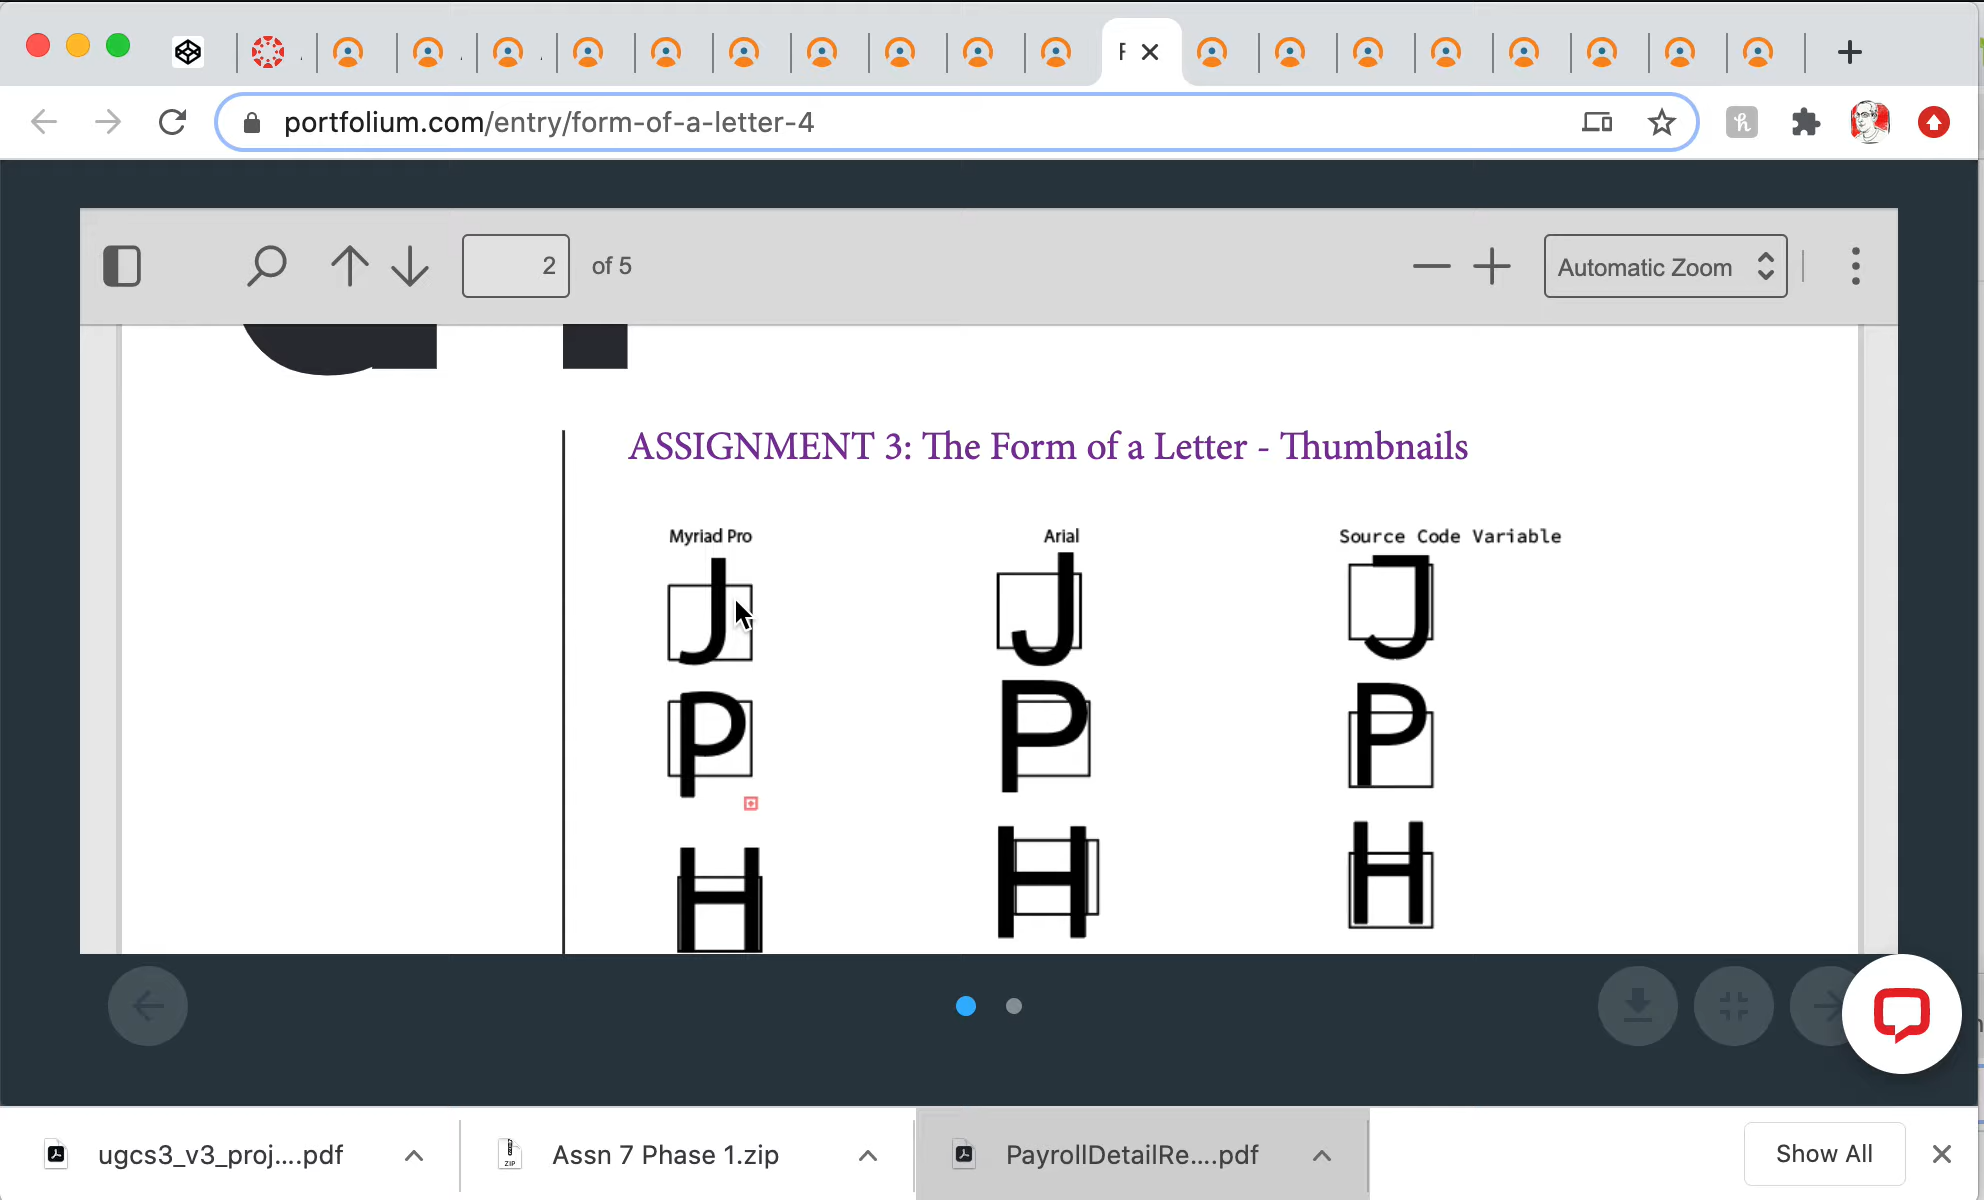 F
portfolium.com/entry/form-of-a-letter-4
2 of 5
Automatic Zoom
ASSIGNMENT 3: The Form of a Letter - Thumbnails
Myriad Pro Arial Source Code Variable
J J J
P P P
H H H
ugcs3_v3_proj....pdf
ZIP
Assn 7 Phase 1.zip
PayrollDetailRe....pdf
Show All